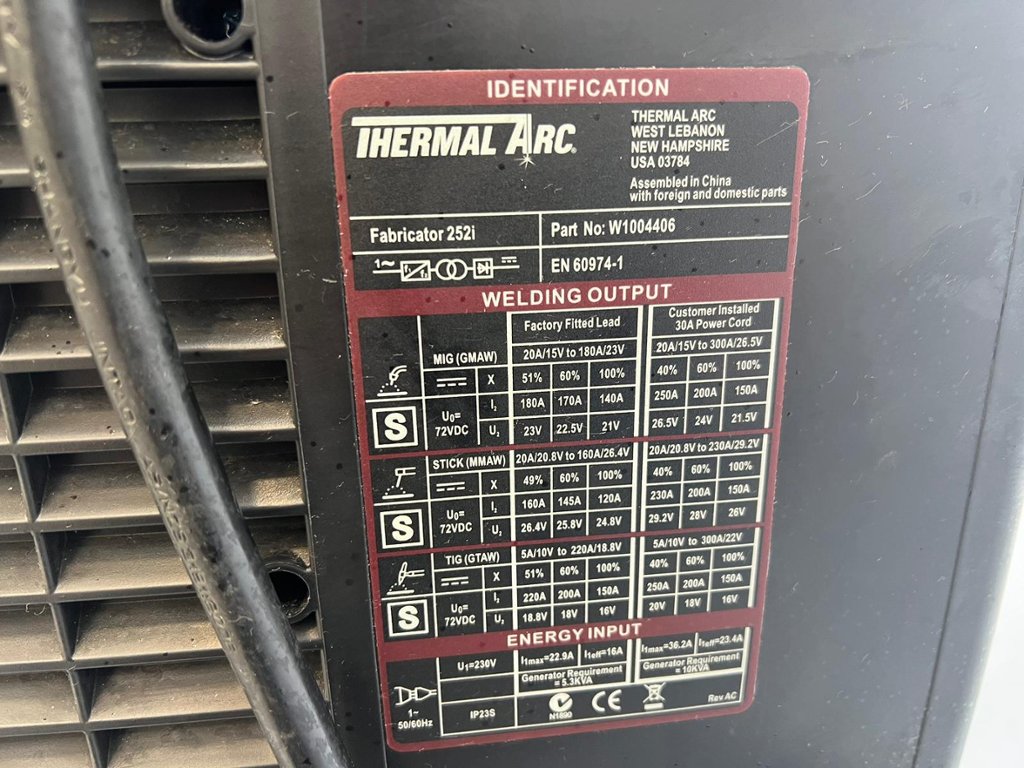 IDENTIFICATION
THERMAL ARC®
THERMAL ARC
WEST LEBANON
NEW HAMPSHIRE
USA 03784
Assembled in China
with foreign and domestic parts
Fabricator 252i
Part No: W1004406
1~
EN 60974-1
WELDING OUTPUT
Factory Fitted Lead
Customer Installed
30A Power Cord
MIG (GMAW)
20A/15V to 180A/23V
20A/15V to 300A/26.5V
X 51% 60% 100% 40% 60% 100%
S
U₀=
72VDC
I₂ 180A 170A 140A 250A 200A 150A
U₂ 23V 22.5V 21V 26.5V 24V 21.5V
STICK (MMAW)
20A/20.8V to 160A/26.4V
20A/20.8V to 230A/29.2V
X 49% 60% 100% 40% 60% 100%
S
U₀=
72VDC
I₂ 160A 145A 120A 230A 200A 150A
U₂ 26.4V 25.8V 24.8V 29.2V 28V 26V
TIG (GTAW)
5A/10V to 220A/18.8V
5A/10V to 300A/22V
X 51% 60% 100% 40% 60% 100%
S
U₀=
72VDC
I₂ 220A 200A 150A 250A 200A 150A
U₂ 18.8V 18V 16V 20V 18V 16V
ENERGY INPUT
U₁=230V
I₁max=22.9A
I₁eff=16A
I₁max=36.2A
I₁eff=23.4A
Generator Requirement
= 5.3KVA
Generator Requirement
= 10KVA
1~
50/60Hz
IP23S
N1890
CE
Rev AC